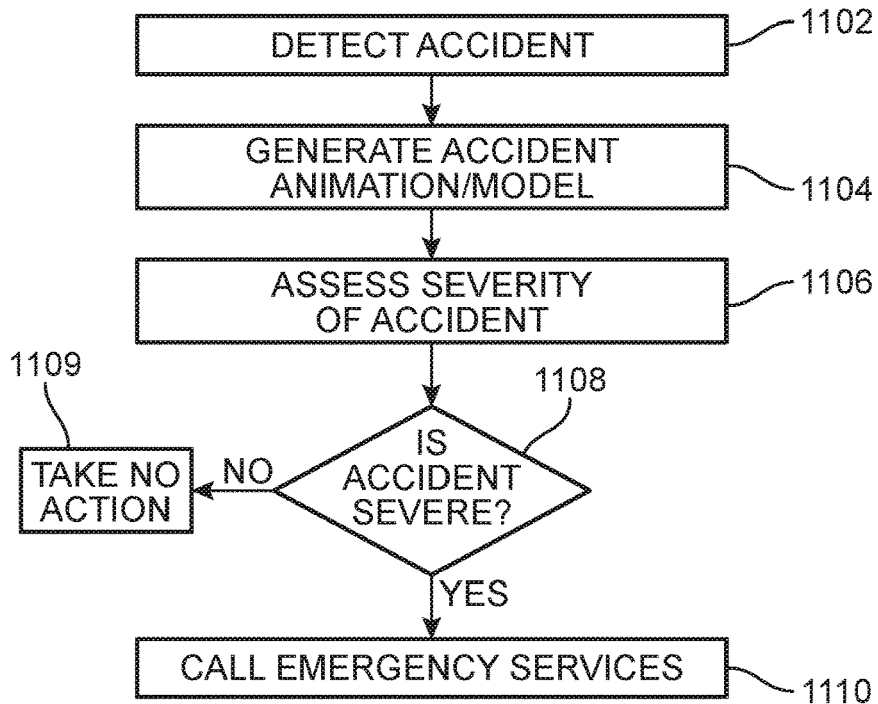 DETECT ACCIDENT
1102
GENERATE ACCIDENT
ANIMATION/MODEL
1104
ASSESS SEVERITY
OF ACCIDENT
1106
1108
IS
ACCIDENT
SEVERE?
NO
1109
TAKE NO
ACTION
YES
CALL EMERGENCY SERVICES
1110